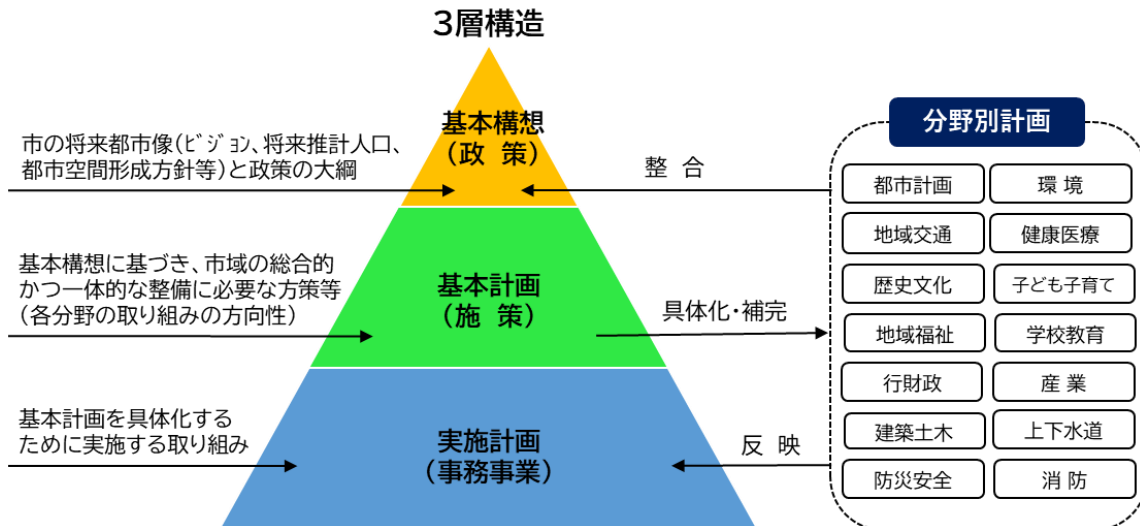 3層構造
基本構想
（政 策）
市の将来都市像（ﾋﾞｼﾞｮﾝ、将来推計人口、
都市空間形成方針等）と政策の大綱
基本計画
（施 策）
基本構想に基づき、市域の総合的
かつ一体的な整備に必要な方策等
（各分野の取り組みの方向性）
実施計画
（事務事業）
基本計画を具体化する
ために実施する取り組み
整 合
具体化・補完
反 映
分野別計画
都市計画
環 境
地域交通
健康医療
歴史文化
子ども子育て
地域福祉
学校教育
行財政
産 業
建築土木
上下水道
防災安全
消 防